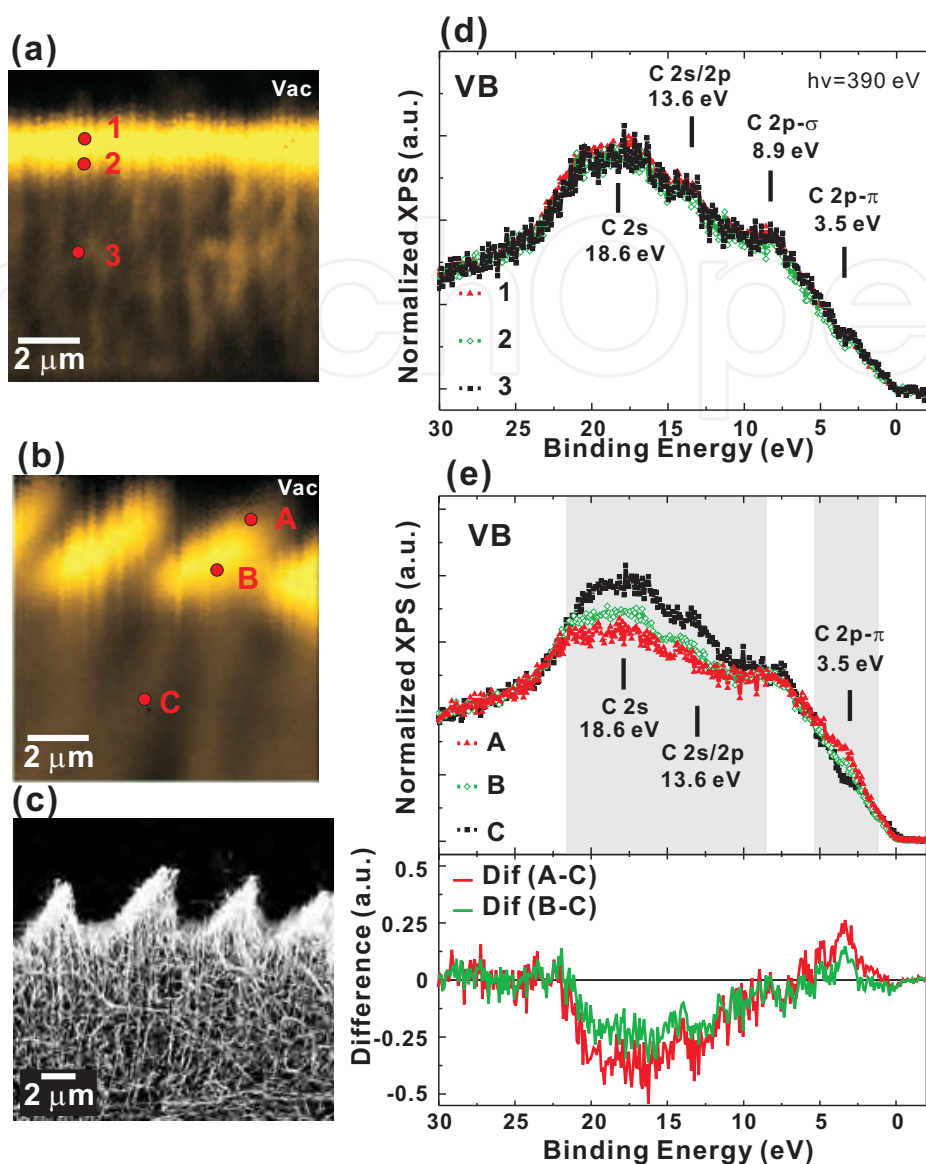 (a)
Vac
1
2
3
2 μm
(b)
Vac
A
B
C
2 μm
(c)
2 μm
(d)
VB
hν=390 eV
C 2s/2p
13.6 eV
C 2p-σ
8.9 eV
C 2p-π
3.5 eV
C 2s
18.6 eV
1
2
3
Normalized XPS (a.u.)
30 25 20 15 10 5 0
Binding Energy (eV)
(e)
VB
C 2p-π
3.5 eV
C 2s
18.6 eV
C 2s/2p
13.6 eV
A
B
C
Normalized XPS (a.u.)
Dif (A-C)
Dif (B-C)
0.5
0.25
0
-0.25
-0.5
Difference (a.u.)
30 25 20 15 10 5 0
Binding Energy (eV)